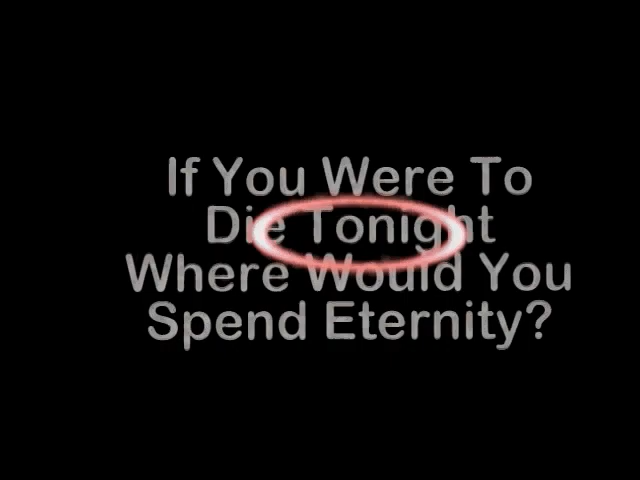 If You Were To
Die Tonight
Where Would You
Spend Eternity?